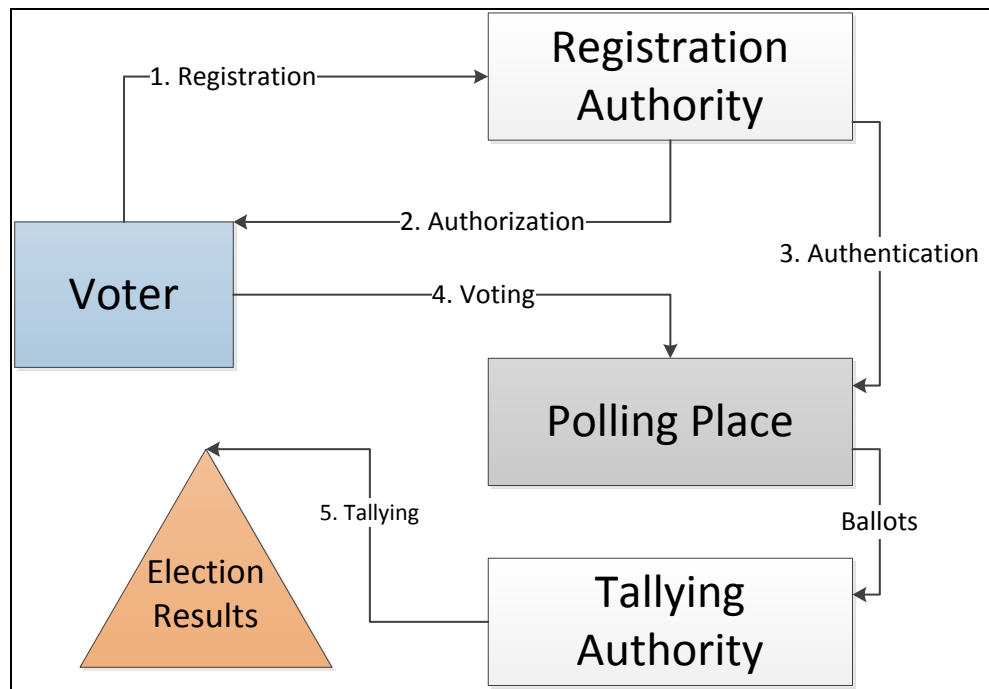 Registration
Authority
1. Registration
2. Authorization
3. Authentication
Voter
4. Voting
Polling Place
5. Tallying
Ballots
Election
Results
Tallying
Authority